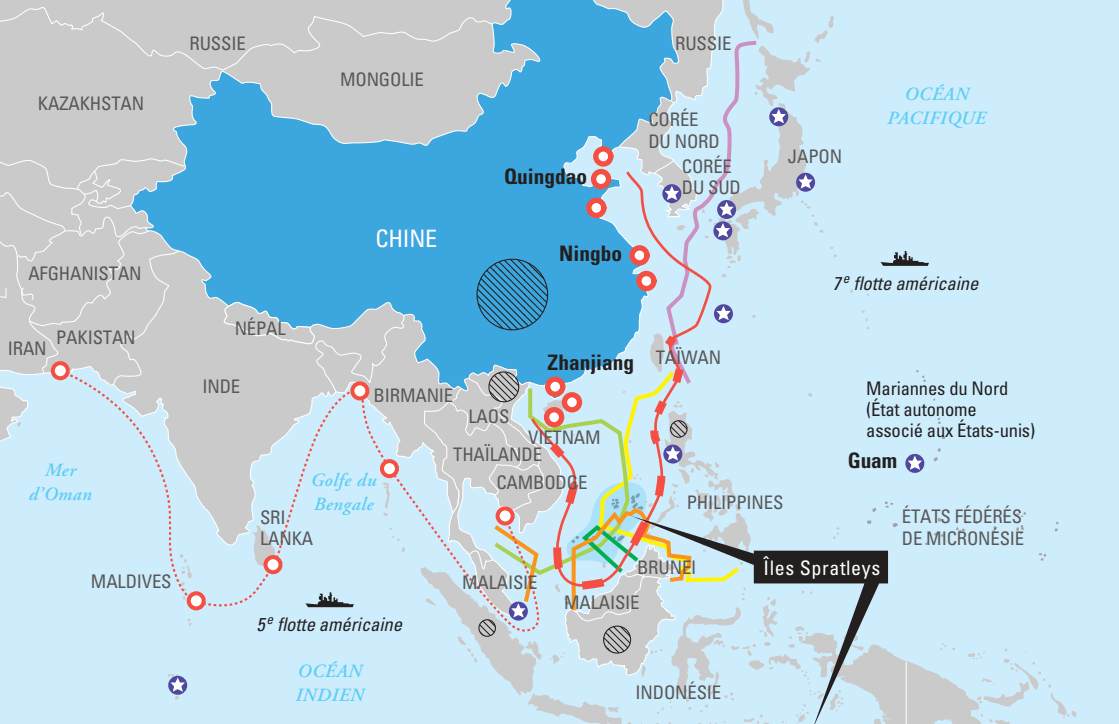 RUSSIE
RUSSIE
MONGOLIE
KAZAKHSTAN
OCÉAN
PACIFIQUE
CORÉE
DU NORD
CORÉE
DU SUD
JAPON
Quingdao
CHINE
Ningbo
AFGHANISTAN
7e flotte américaine
NÉPAL
PAKISTAN
IRAN
TAÏWAN
Zhanjiang
INDE
BIRMANIE
Mariannes du Nord
(État autonome
associé aux États-unis)
LAOS
VIETNAM
THAÏLANDE
Guam
Mer
d'Oman
Golfe du
Bengale
CAMBODGE
PHILIPPINES
SRI
LANKA
ÉTATS FÉDÉRÉS
DE MICRONÉSIE
BRUNEI
Îles Spratleys
MALDIVES
MALAISIE
MALAISIE
5e flotte américaine
OCÉAN
INDIEN
INDONÉSIE